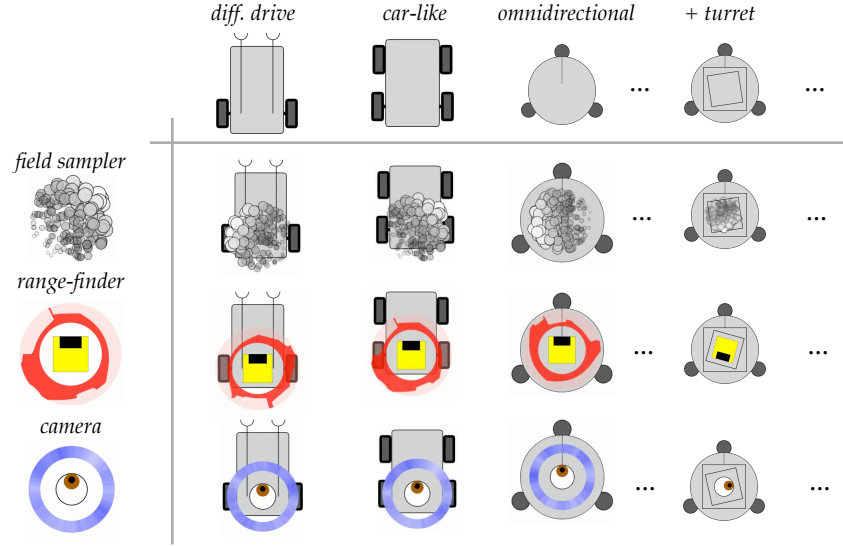 diff. drive car-like omnidirectional + turret
... ...
field sampler
... ...
range-finder
... ...
camera
... ...